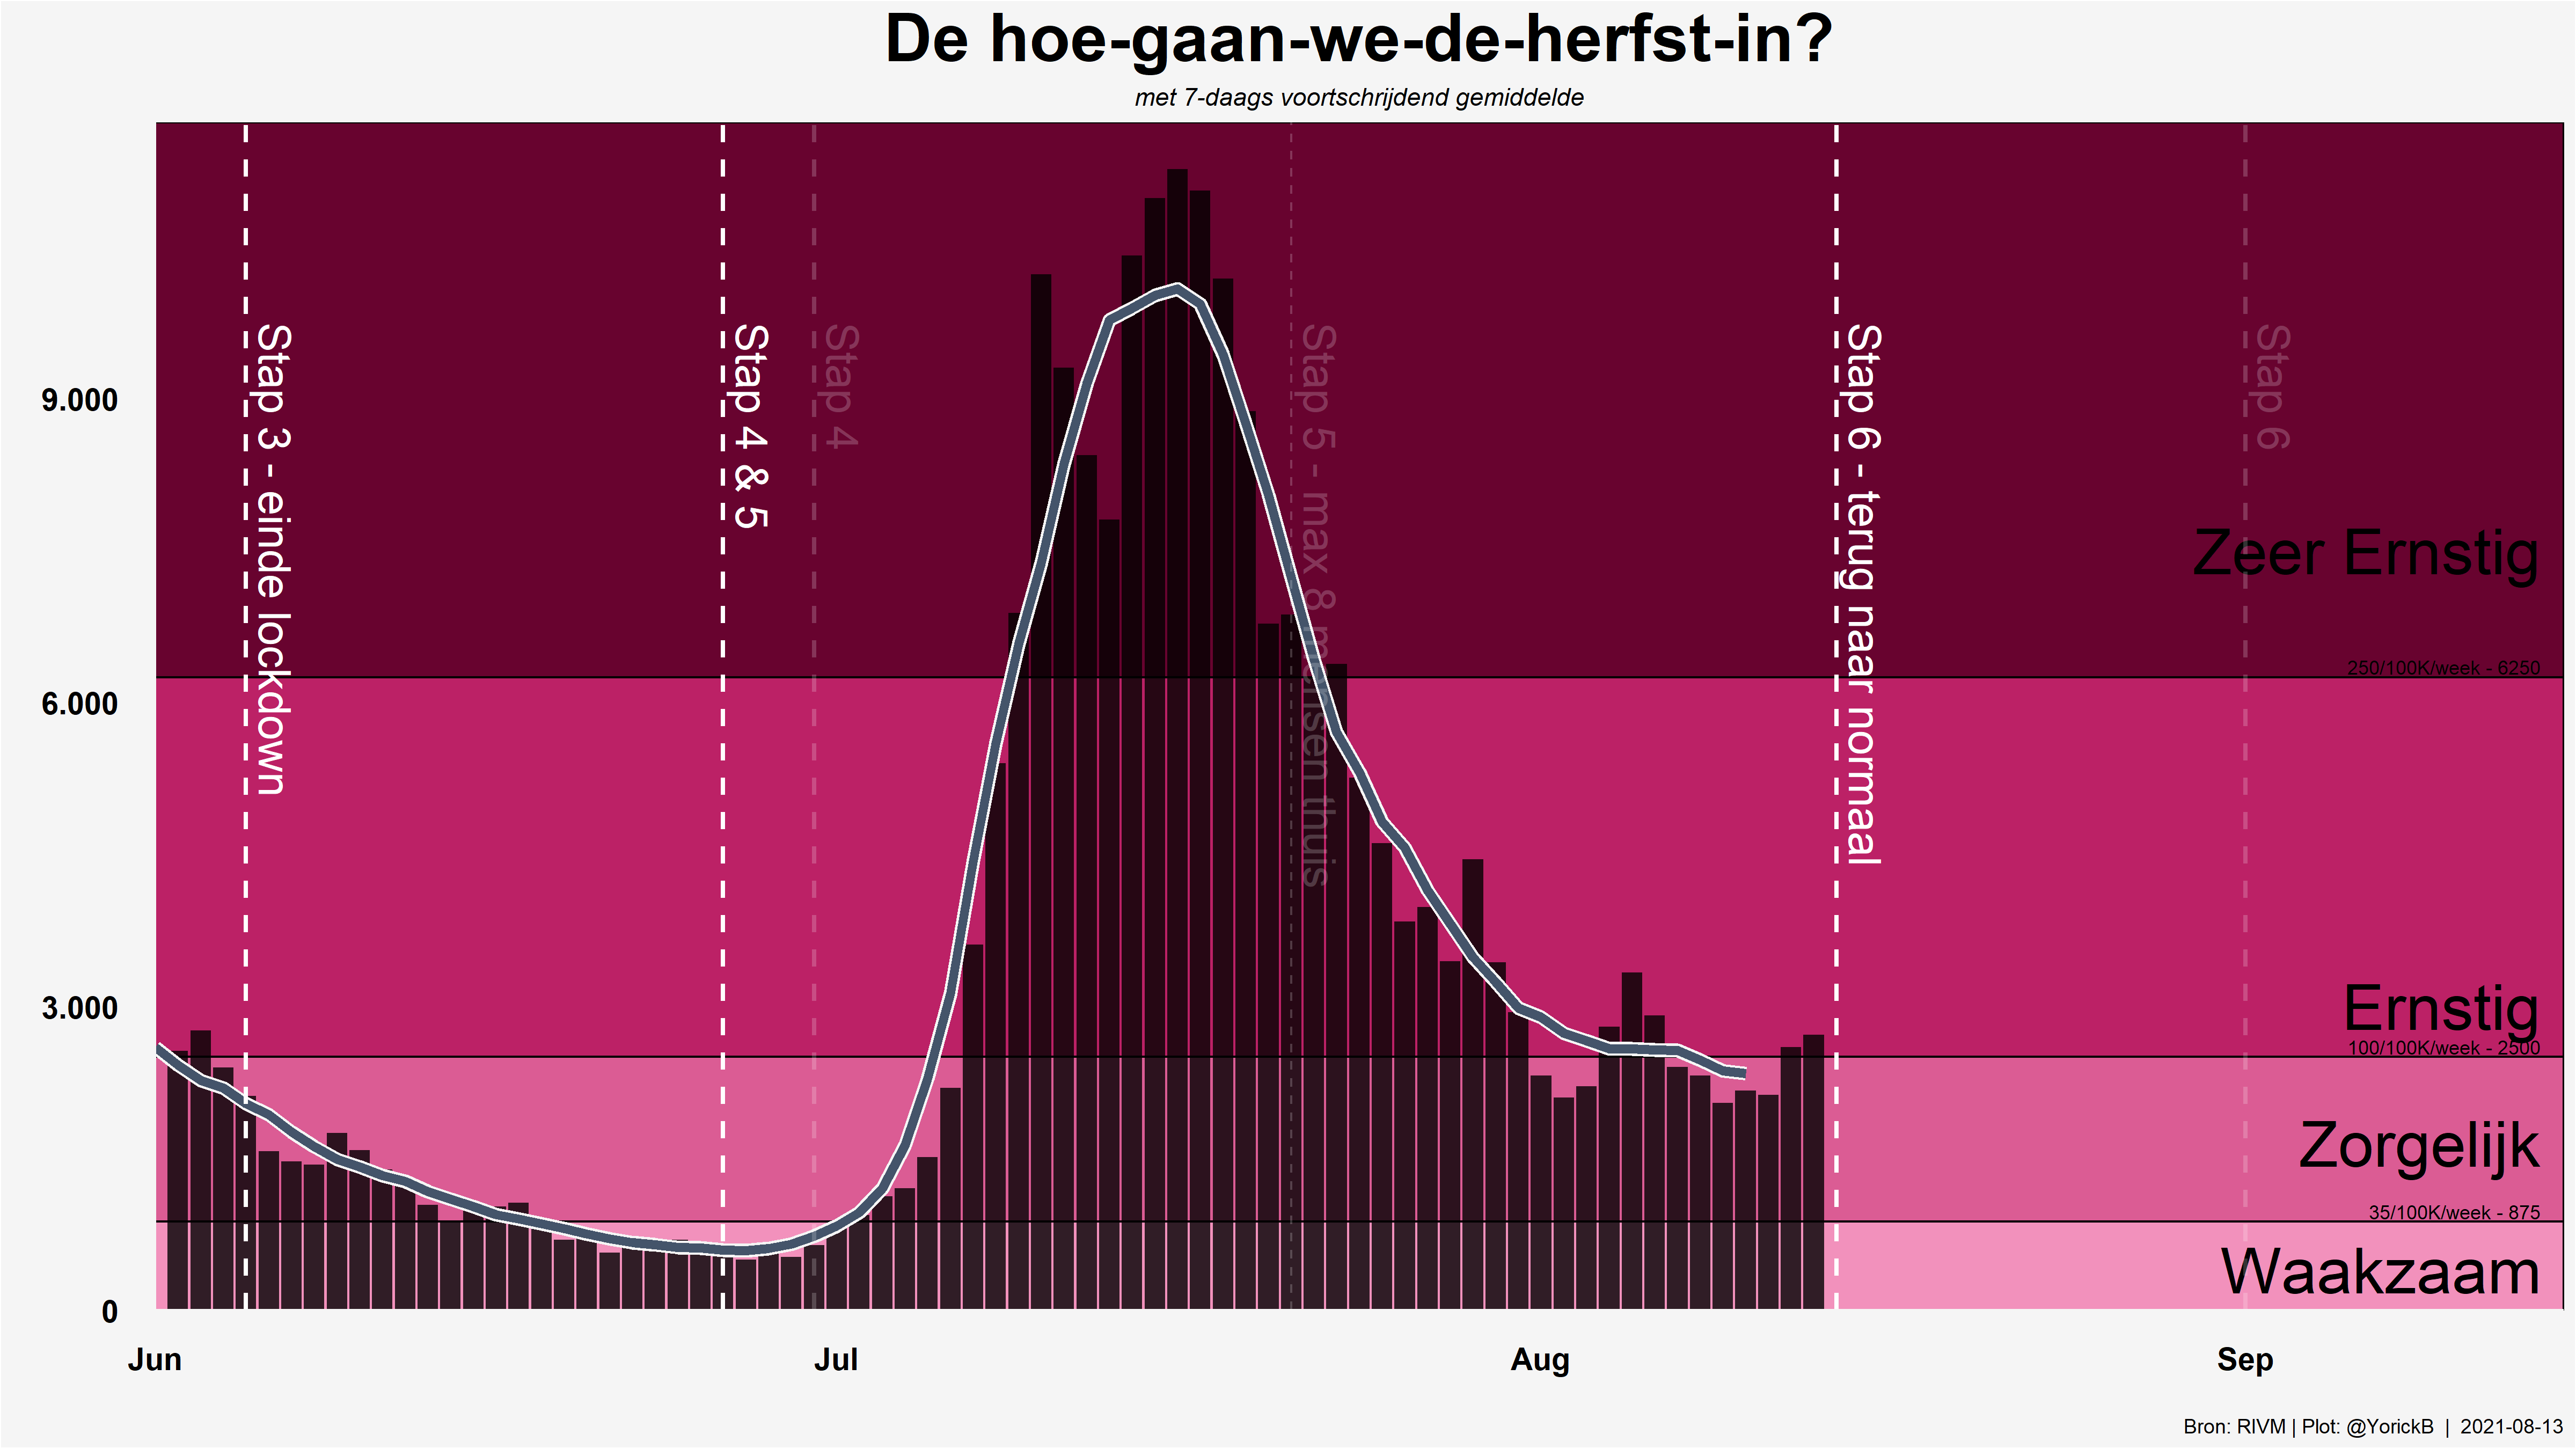 De hoe-gaan-we-de-herfst-in?
met 7-daags voortschrijdend gemiddelde
9.000
6.000
3.000
0
Stap 3 - einde lockdown
Stap 4 & 5
Stap 4
Stap 5 - max 8 mensen thuis
Stap 6 - terug naar normaal
Stap 6
Zeer Ernstig
250/100K/week - 6250
Ernstig
100/100K/week - 2500
Zorgelijk
35/100K/week - 875
Waakzaam
Jun
Jul
Aug
Sep
Bron: RIVM | Plot: @YorickB | 2021-08-13